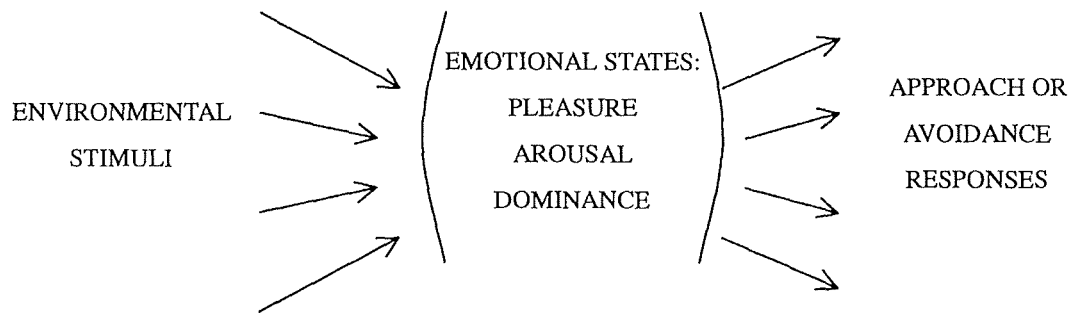 ENVIRONMENTAL
STIMULI
EMOTIONAL STATES:
PLEASURE
AROUSAL
DOMINANCE
APPROACH OR
AVOIDANCE
RESPONSES